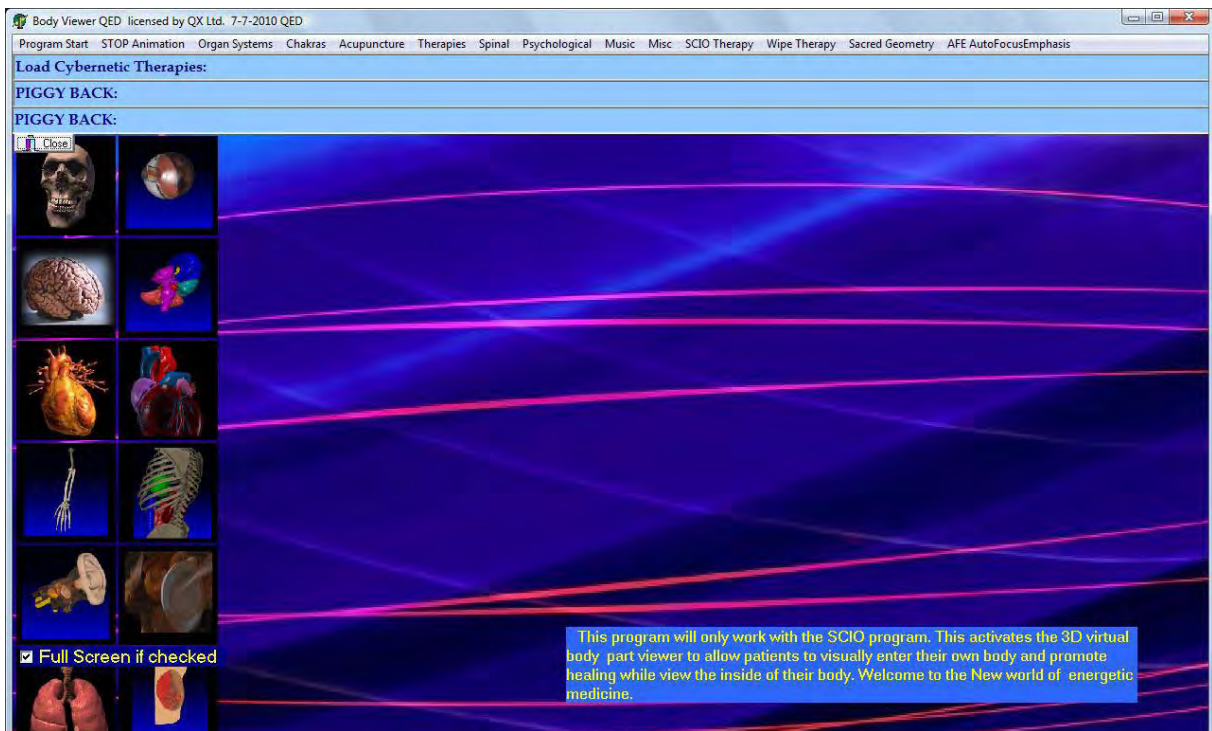 Body Viewer QED licensed by QX Ltd. 7-7-2010 QED
Program Start STOP Animation Organ Systems Chakras Acupuncture Therapies Spinal Psychological Music Misc SCIO Therapy Wipe Therapy Sacred Geometry AFE AutoFocusEmphasis
Load Cybernetic Therapies:
PIGGY BACK:
PIGGY BACK:
Close
Full Screen if checked
This program will only work with the SCIO program. This activates the 3D virtual
body part viewer to allow patients to visually enter their own body and promote
healing while view the inside of their body. Welcome to the New world of energetic
medicine.